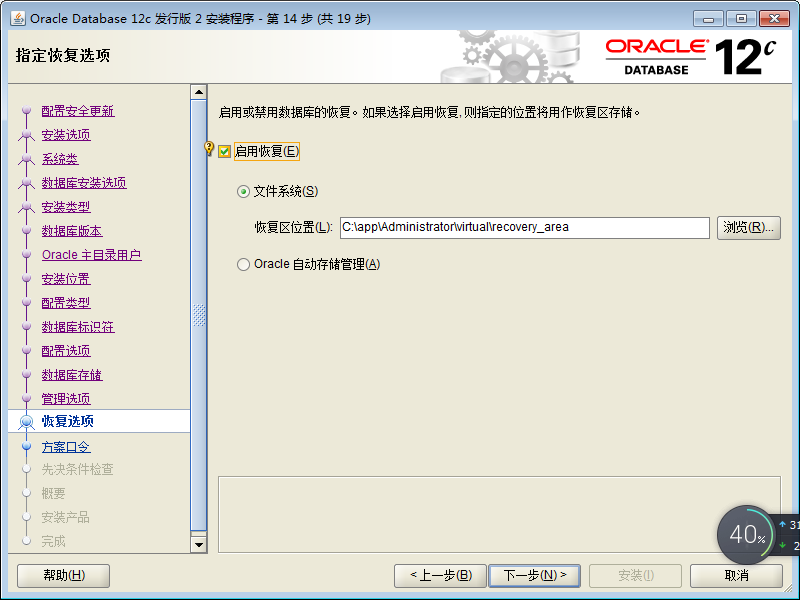 Oracle Database 12c 发行版 2 安装程序 - 第 14 步 (共 19 步)
指定恢复选项
ORACLE®
DATABASE
12c
配置安全更新
安装选项
系统类
数据库安装选项
安装类型
数据库版本
Oracle 主目录用户
安装位置
配置类型
数据库标识符
配置选项
数据库存储
管理选项
恢复选项
方案口令
先决条件检查
概要
安装产品
完成
启用或禁用数据库的恢复。如果选择启用恢复,则指定的位置将用作恢复区存储。
启用恢复(E)
文件系统(S)
恢复区位置(L): C:\app\Administrator\virtual\recovery_area 浏览(R)...
Oracle 自动存储管理(A)
40%
帮助(H) < 上一步(B) 下一步(N) > 安装(I) 取消